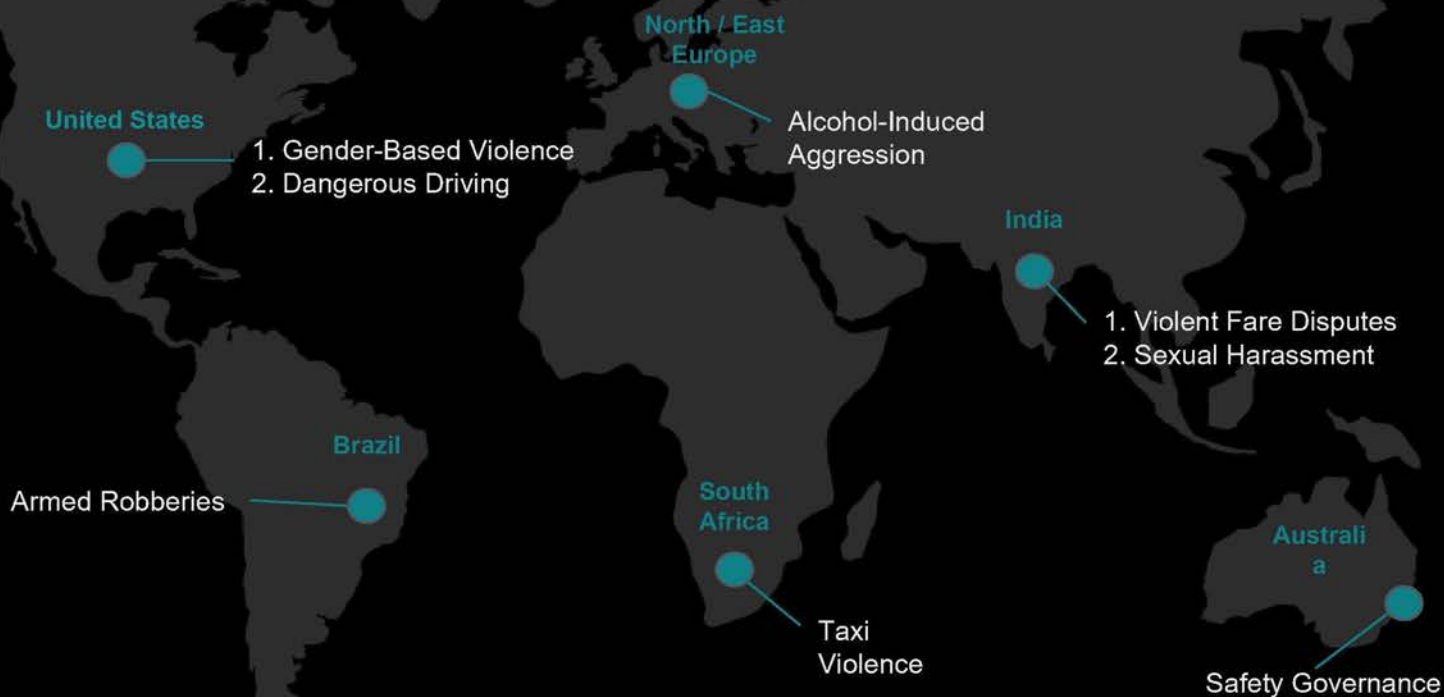 North / East
Europe
United States
1. Gender-Based Violence
2. Dangerous Driving
Alcohol-Induced
Aggression
India
1. Violent Fare Disputes
2. Sexual Harassment
Brazil
Armed Robberies
South
Africa
Taxi
Violence
Australi
a
Safety Governance